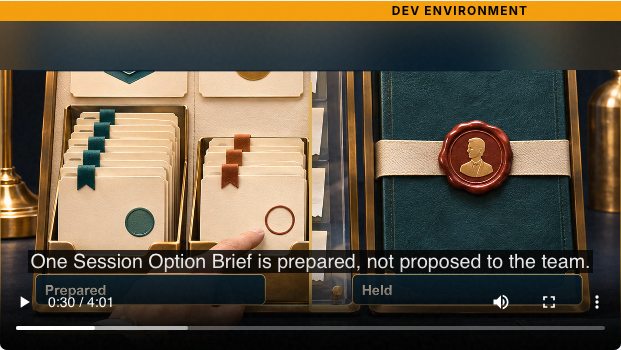 DEV ENVIRONMENT
One Session Option Brief is prepared, not proposed to the team.
Prepared
Held
0:30 / 4:01